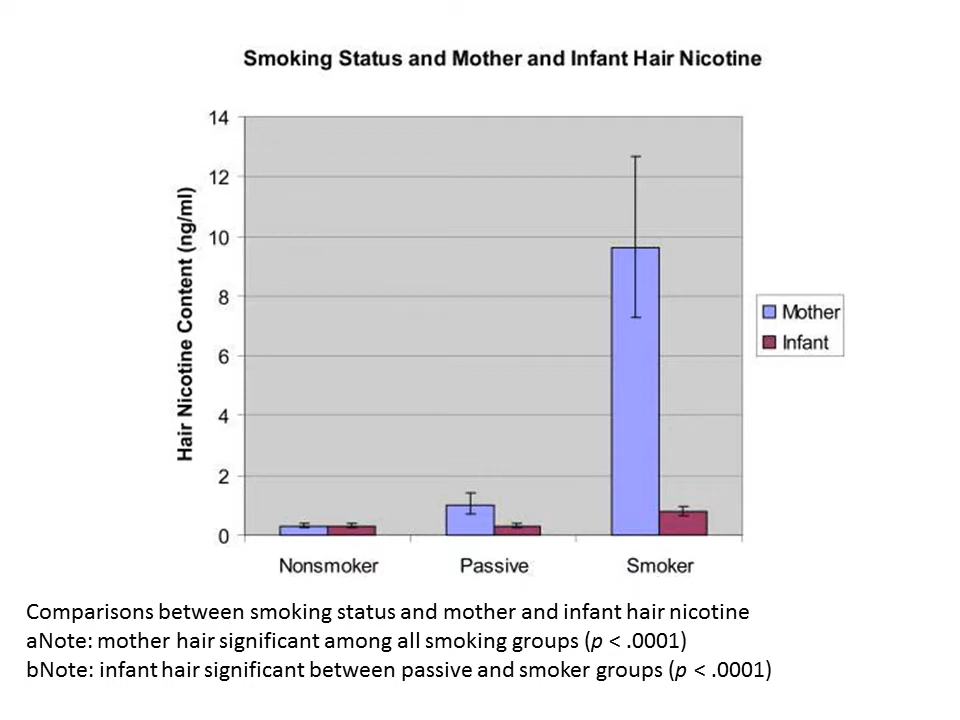 Smoking Status and Mother and Infant Hair Nicotine
Hair Nicotine Content (ng/ml)
14
12
10
8
6
4
2
0
Nonsmoker
Passive
Smoker
Mother
Infant
Comparisons between smoking status and mother and infant hair nicotine
aNote: mother hair significant among all smoking groups (p < .0001)
bNote: infant hair significant between passive and smoker groups (p < .0001)